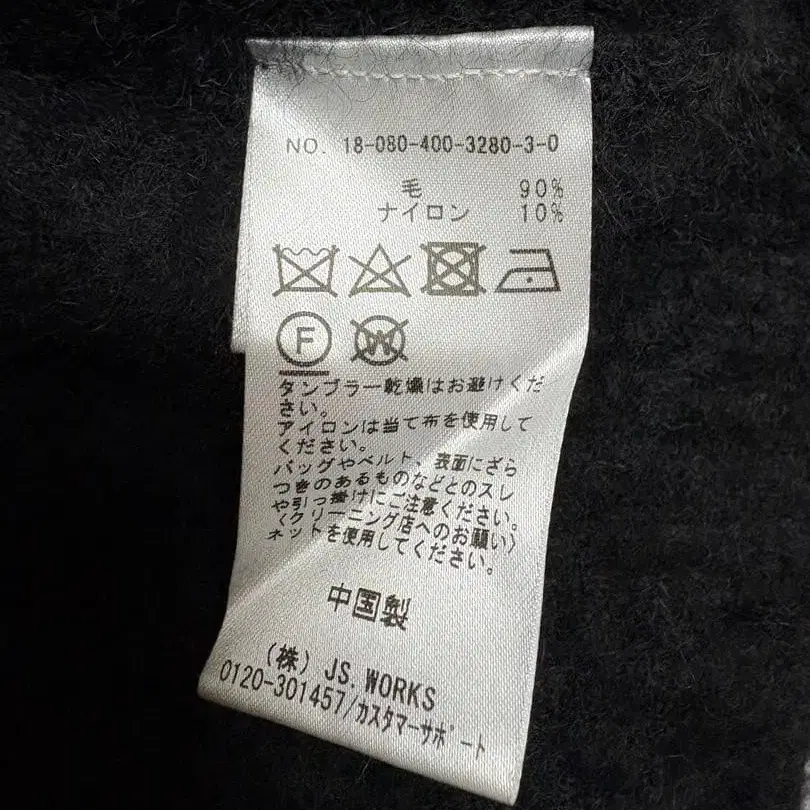 NO. 18-080-400-3280-3-0
毛 90%
ナイロン 10%
F W
タンブラー乾燥はお避けくだ
さい。
アイロンは当て布を使用して
ください。
バッグやベルト、表面にざら
つきのあるものなどとのスレ
や引っ掛けにご注意ください。
〈クリーニング店へのお願い〉
ネットを使用してください。
中国製
(株) JS. WORKS
0120-301457/カスタマーサポート